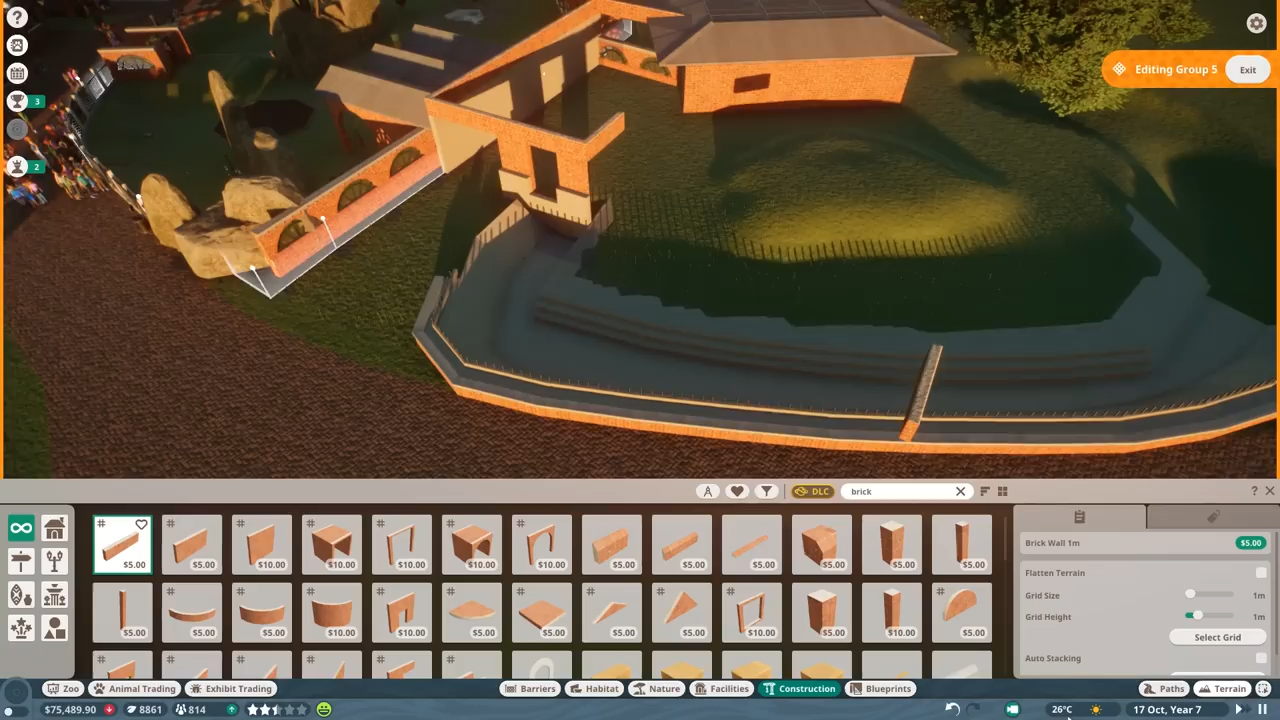 ?
3
2
Editing Group 5
Exit
DLC
brick
?
$5.00
$5.00
$10.00
$10.00
$10.00
$10.00
$10.00
$5.00
$5.00
$5.00
$5.00
$5.00
$5.00
$5.00
$5.00
$5.00
$10.00
$10.00
$5.00
$5.00
$5.00
$5.00
$10.00
$5.00
$10.00
$5.00
Brick Wall 1m
$5.00
Flatten Terrain
Grid Size
1m
Grid Height
1m
Select Grid
Auto Stacking
Zoo
Animal Trading
Exhibit Trading
Barriers
Habitat
Nature
Facilities
Construction
Blueprints
Paths
Terrain
$75,489.90
8861
814
26°C
17 Oct, Year 7